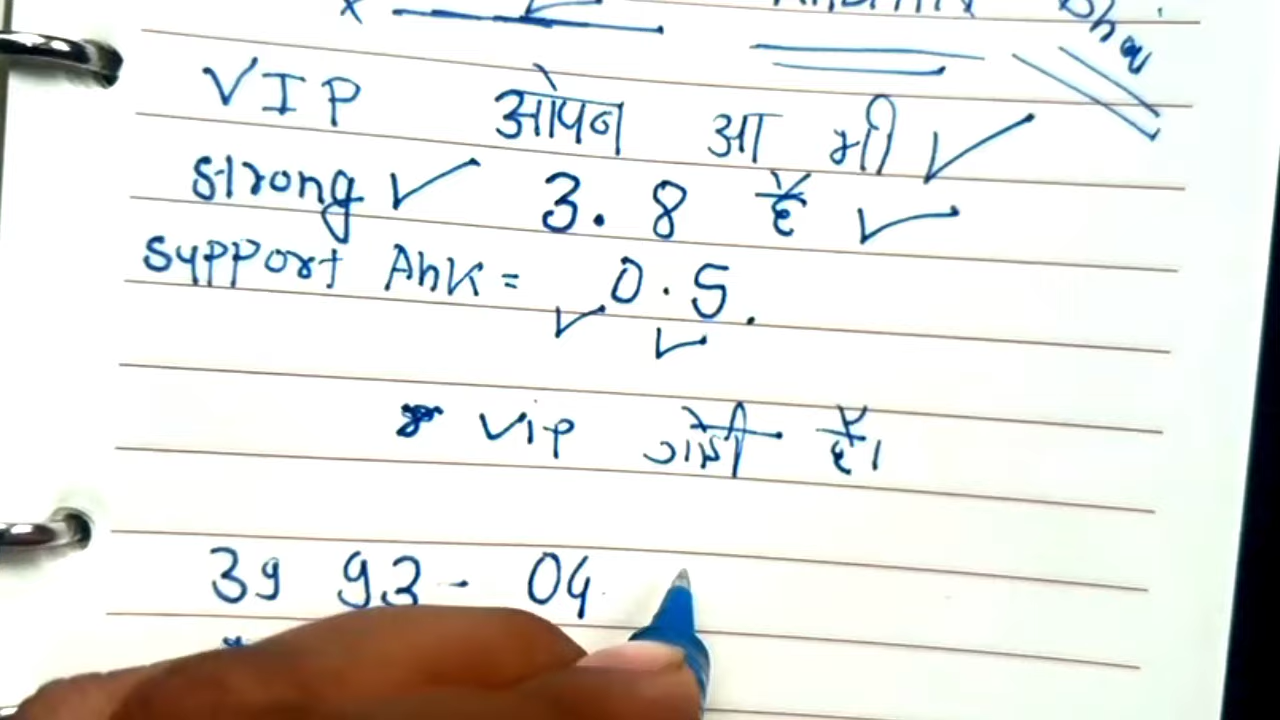 VIP ओपन आ मी
strong 3. 8 है
support Ank = 0. 5.
Vip जोड़ी है।
39 93- 04